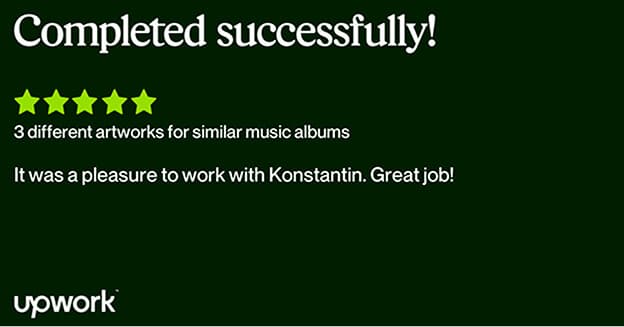 Completed successfully!
3 different artworks for similar music albums
It was a pleasure to work with Konstantin. Great job!
upwork